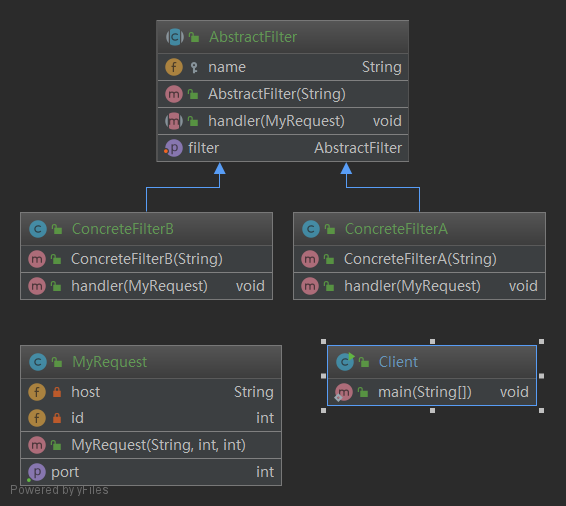 AbstractFilter
name String
AbstractFilter(String)
handler(MyRequest) void
filter AbstractFilter
ConcreteFilterB
ConcreteFilterB(String)
handler(MyRequest) void
ConcreteFilterA
ConcreteFilterA(String)
handler(MyRequest) void
MyRequest
host String
id int
MyRequest(String, int, int)
port int
Client
main(String[]) void
Powered by yFiles